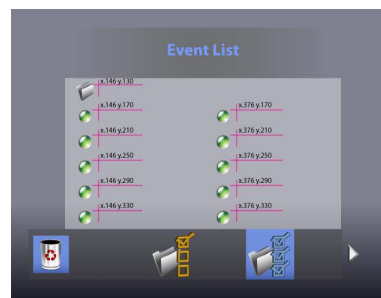 Event List
x.146 y.130
x.146 y.170 x.376 y.170
x.146 y.210 x.376 y.210
x.146 y.250 x.376 y.250
x.146 y.290 x.376 y.290
x.146 y.330 x.376 y.330